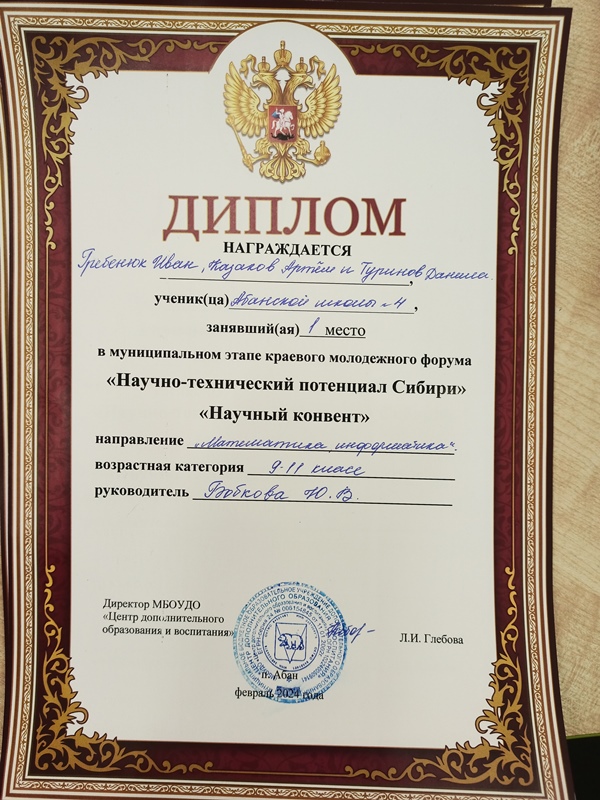 ДИПЛОМ
НАГРАЖДАЕТСЯ
Гребенюк Иван, Казаков Артём и Туринов Данила.
ученик(ца) Абанской школы №4,
занявший(ая) 1 место
в муниципальном этапе краевого молодежного форума
«Научно-технический потенциал Сибири»
«Научный конвент»
направление „Математика, информатика“.
возрастная категория 9-11 класс
руководитель Бобкова Ю.В.
Директор МБОУДО
«Центр дополнительного
образования и воспитания»
Л.И. Глебова
п. Абан
февраль 2024 года